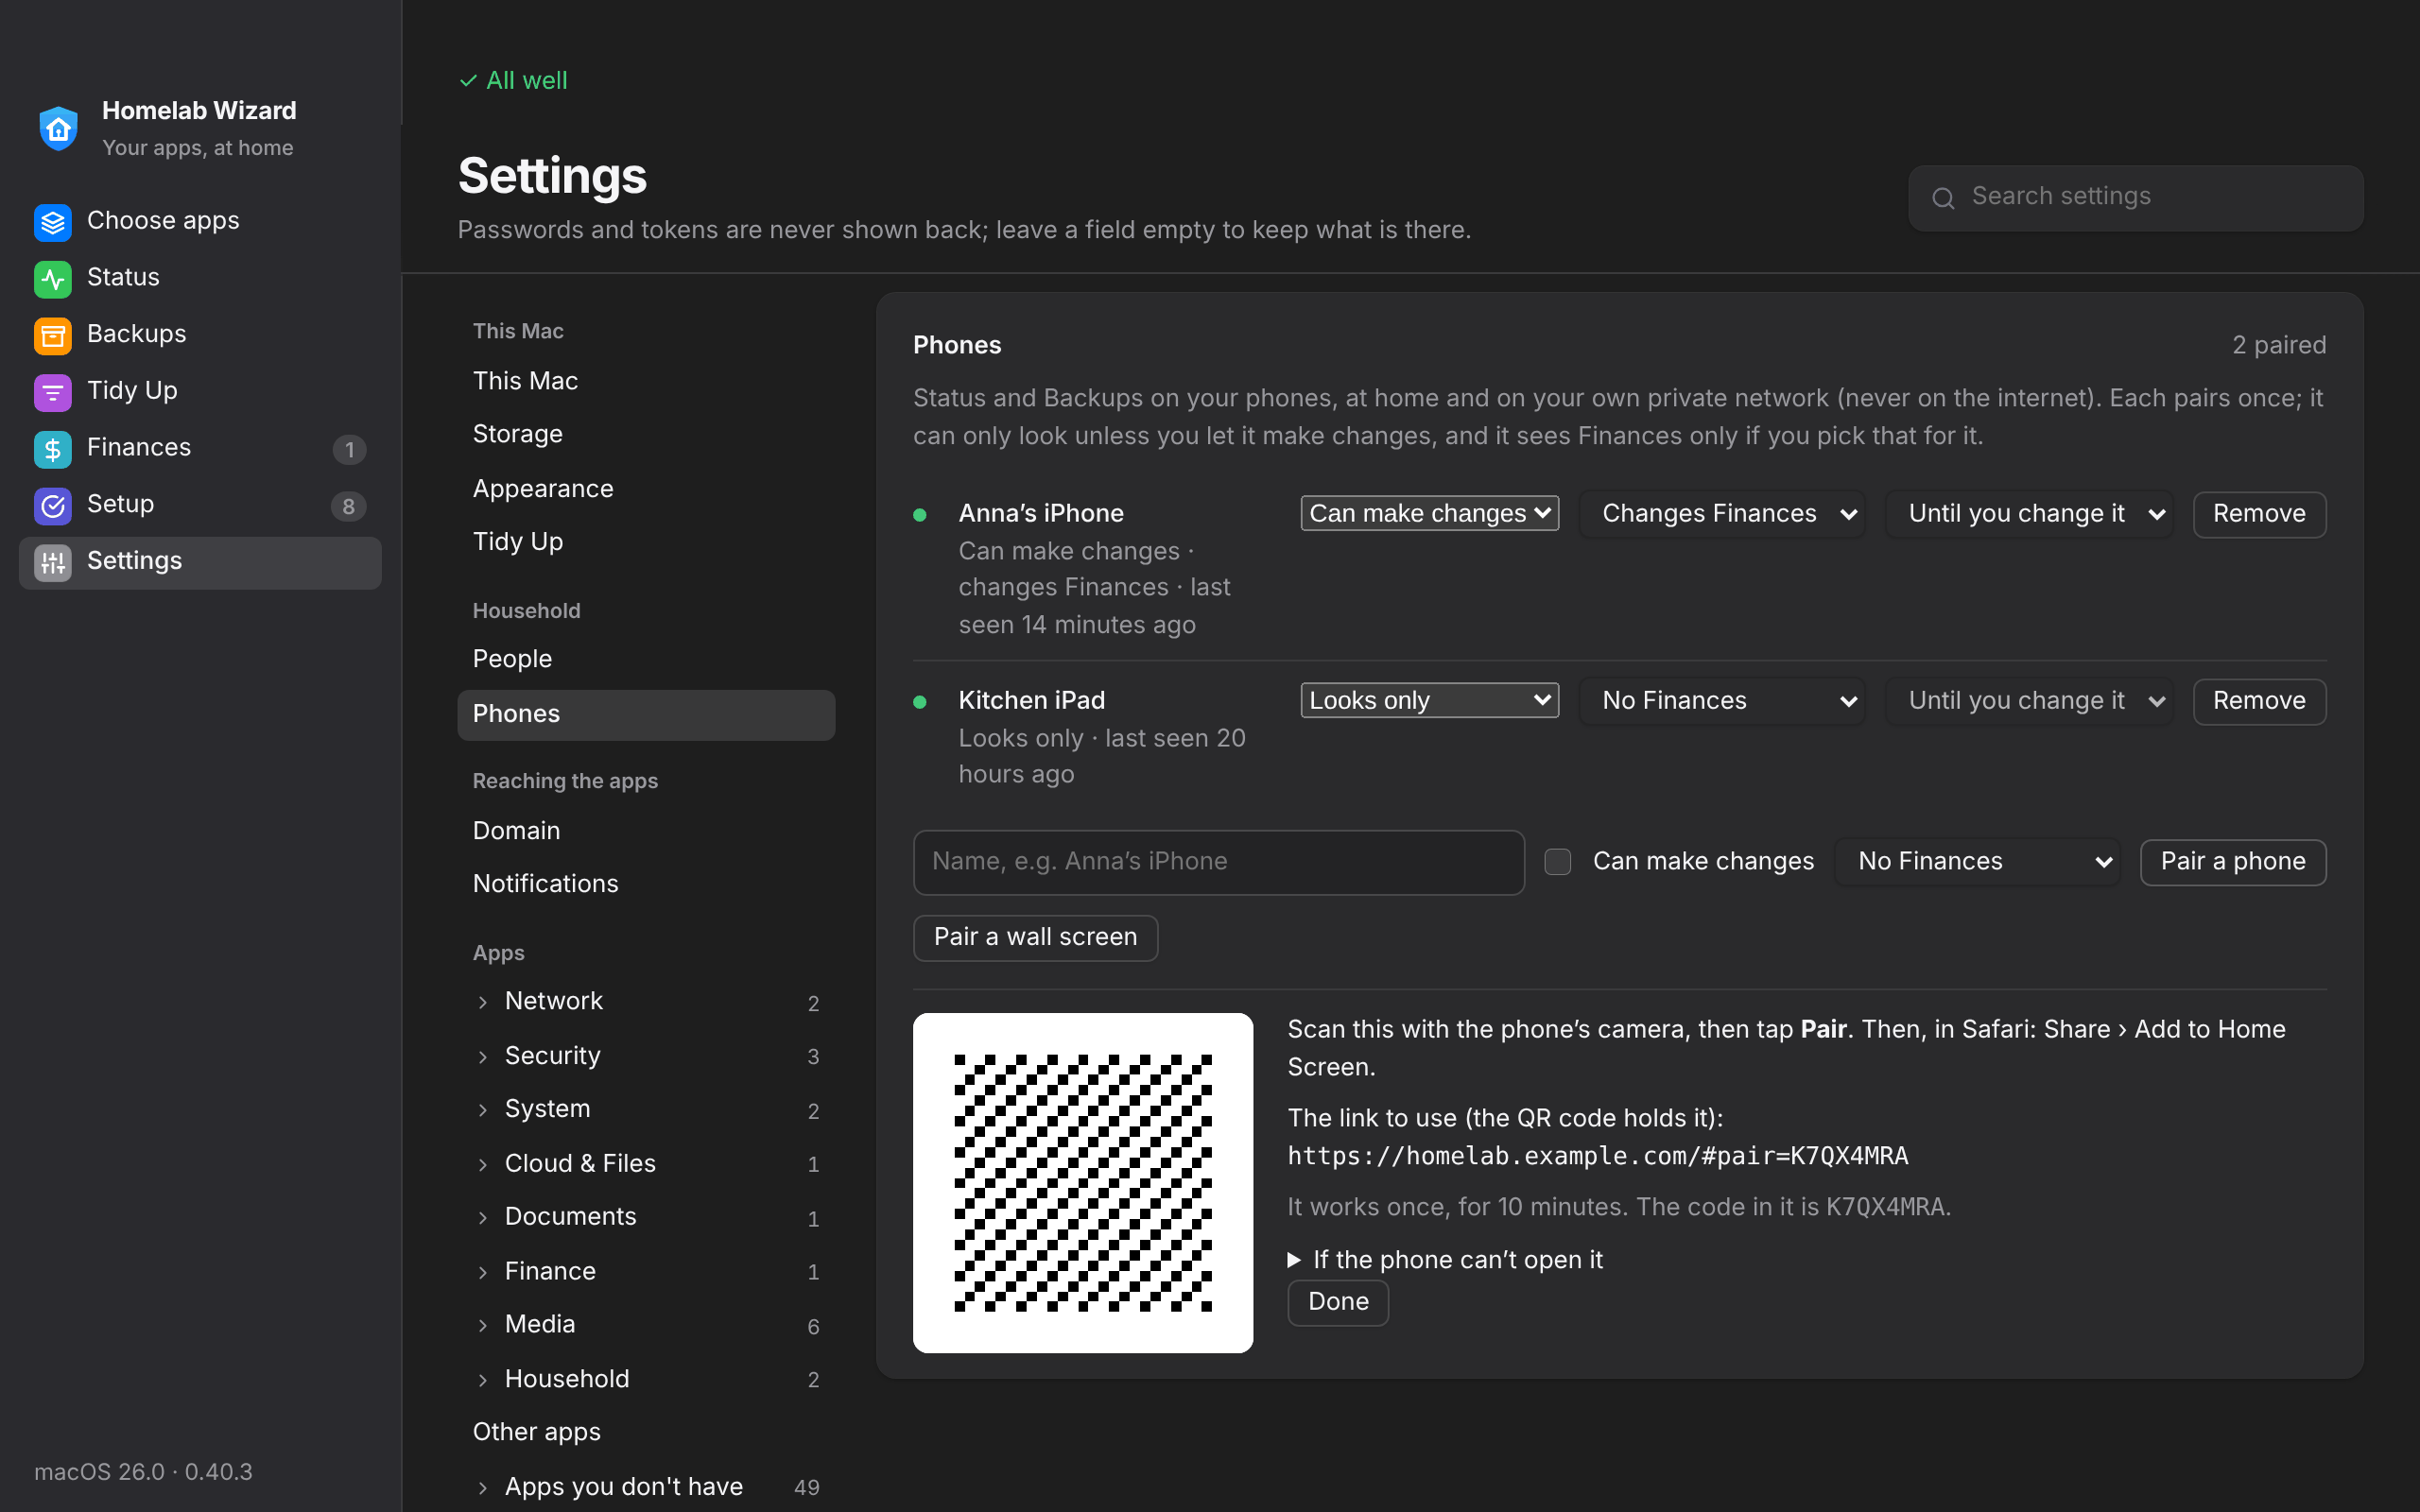 Homelab Wizard
Your apps, at home
Choose apps
Status
Backups
Tidy Up
Finances 1
Setup 8
Settings
macOS 26.0 · 0.40.3
✓ All well
Settings
Passwords and tokens are never shown back; leave a field empty to keep what is there.
Search settings
This Mac
This Mac
Storage
Appearance
Tidy Up
Household
People
Phones
Reaching the apps
Domain
Notifications
Apps
Network 2
Security 3
System 2
Cloud & Files 1
Documents 1
Finance 1
Media 6
Household 2
Other apps
Apps you don't have 49
Phones 2 paired
Status and Backups on your phones, at home and on your own private network (never on the internet). Each pairs once; it
can only look unless you let it make changes, and it sees Finances only if you pick that for it.
Anna’s iPhone Can make changes Changes Finances Until you change it Remove
Can make changes ·
changes Finances · last
seen 14 minutes ago
Kitchen iPad Looks only No Finances Until you change it Remove
Looks only · last seen 20
hours ago
Name, e.g. Anna’s iPhone Can make changes No Finances Pair a phone
Pair a wall screen
Scan this with the phone’s camera, then tap Pair. Then, in Safari: Share › Add to Home
Screen.
The link to use (the QR code holds it):
https://homelab.example.com/#pair=K7QX4MRA
It works once, for 10 minutes. The code in it is K7QX4MRA.
If the phone can’t open it
Done